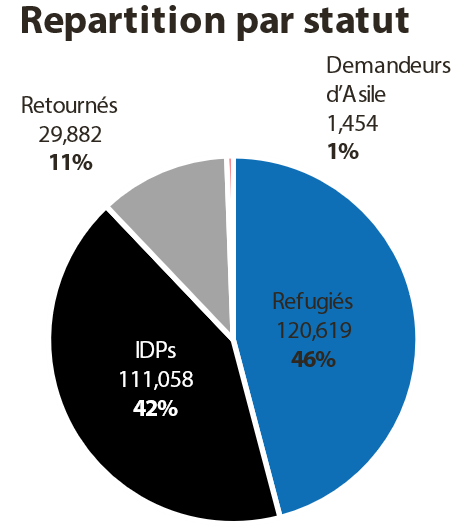 Repartition par statut
Demandeurs
d'Asile
1,454
1%
Retournés
29,882
11%
Refugiés
120,619
46%
IDPs
111,058
42%